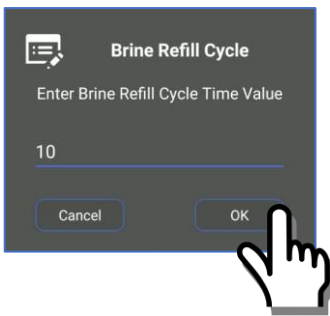 Brine Refill Cycle
Enter Brine Refill Cycle Time Value
10
Cancel
OK